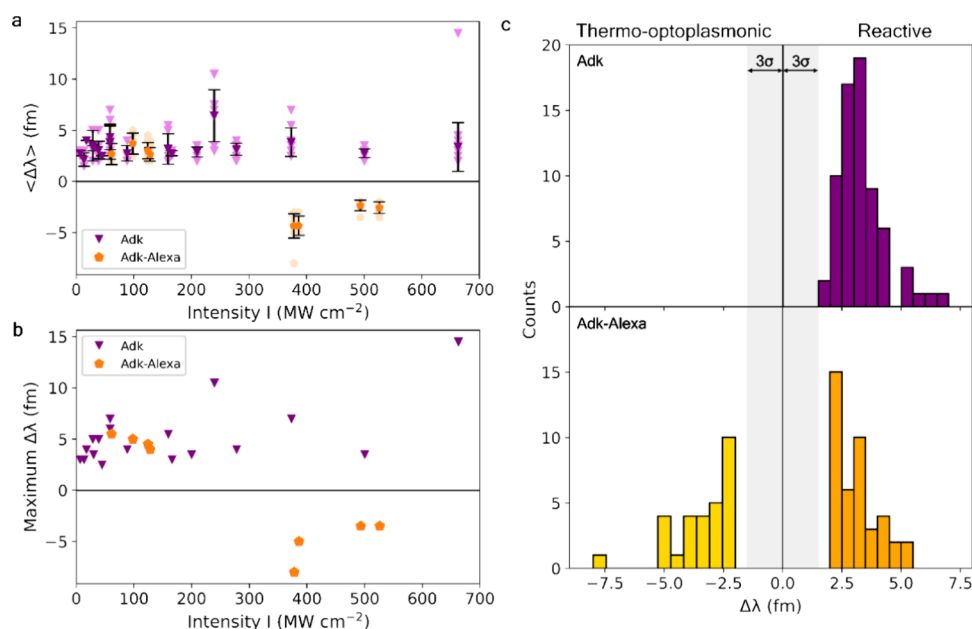 a
15
10
5
0
−5
<Δλ> (fm)
Adk
Adk-Alexa
0 100 200 300 400 500 600 700
Intensity I (MW cm⁻²)
b
15
10
5
0
−5
Maximum Δλ (fm)
Adk
Adk-Alexa
0 100 200 300 400 500 600 700
Intensity I (MW cm⁻²)
c
Thermo-optoplasmonic Reactive
20
15
10
5
0
Adk
3σ 3σ
Counts
Adk-Alexa
15
10
5
0
−7.5 −5.0 −2.5 0.0 2.5 5.0 7.5
Δλ (fm)